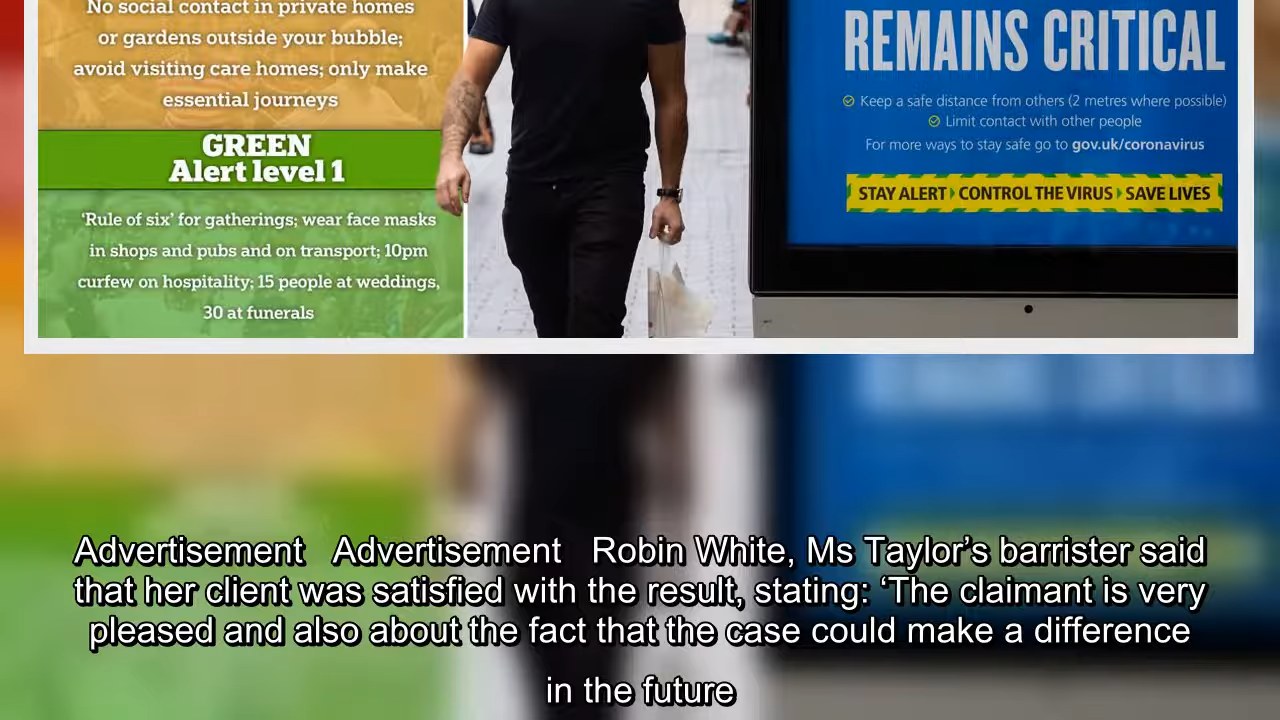 No social contact in private homes
or gardens outside your bubble;
avoid visiting care homes; only make
essential journeys
GREEN
Alert level 1
‘Rule of six’ for gatherings; wear face masks
in shops and pubs and on transport; 10pm
curfew on hospitality; 15 people at weddings,
30 at funerals
REMAINS CRITICAL
Keep a safe distance from others (2 metres where possible)
Limit contact with other people
For more ways to stay safe go to gov.uk/coronavirus
STAY ALERT CONTROL THE VIRUS SAVE LIVES
Advertisement Advertisement Robin White, Ms Taylor’s barrister said
that her client was satisfied with the result, stating: ‘The claimant is very
pleased and also about the fact that the case could make a difference
in the future